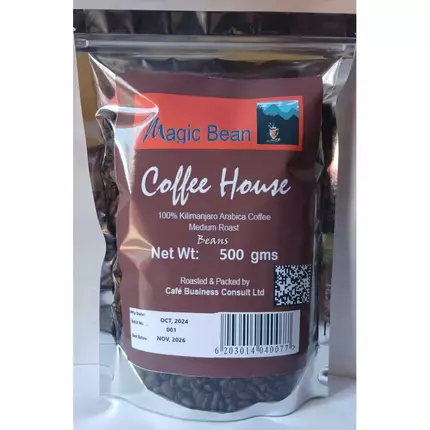 Magic Bean
Coffee House
100% Kilimanjaro Arabica Coffee
Medium Roast
Beans
Net Wt: 500 gms
Roasted & Packed by
Café Business Consult Ltd
OCT, 2024
001
NOV, 2026
6203014040077